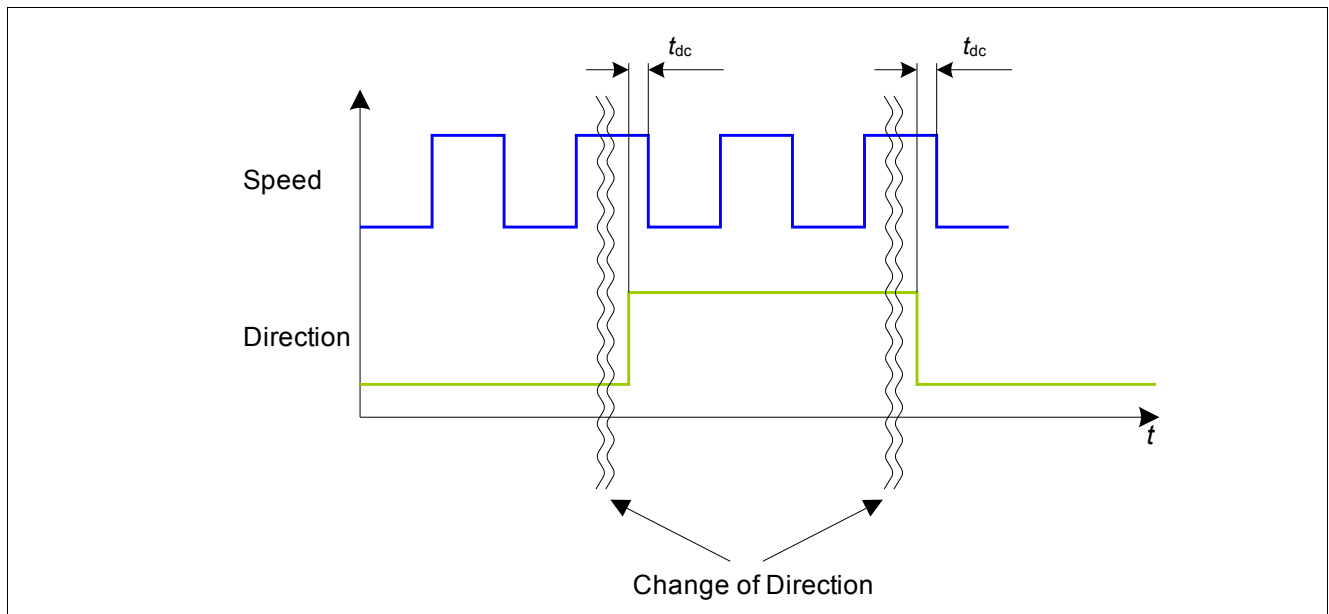 tdc
tdc
Speed
Direction
t
Change of Direction